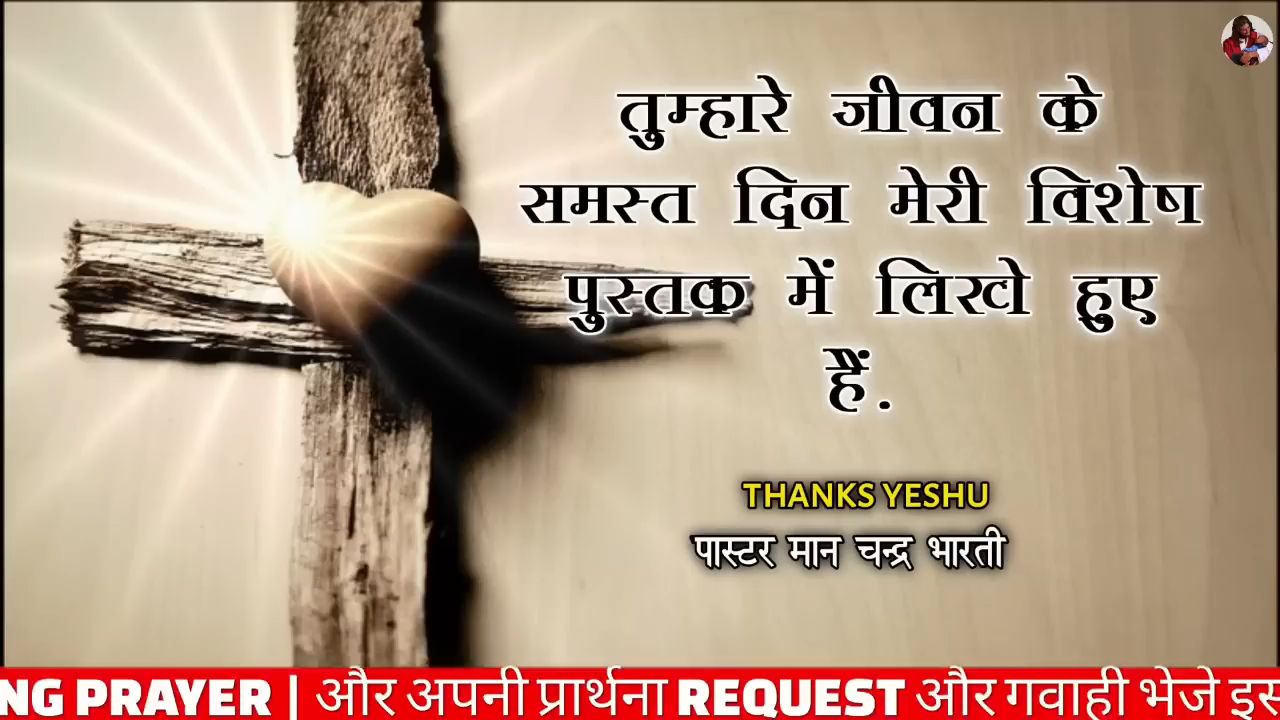 तुम्हारे जीवन के
समस्त दिन मेरी विशेष
पुस्तक में लिखे हुए
हैं.
THANKS YESHU
पास्टर मान चन्द्र भारती
NG PRAYER | और अपनी प्रार्थना REQUEST और गवाही भेजे इस